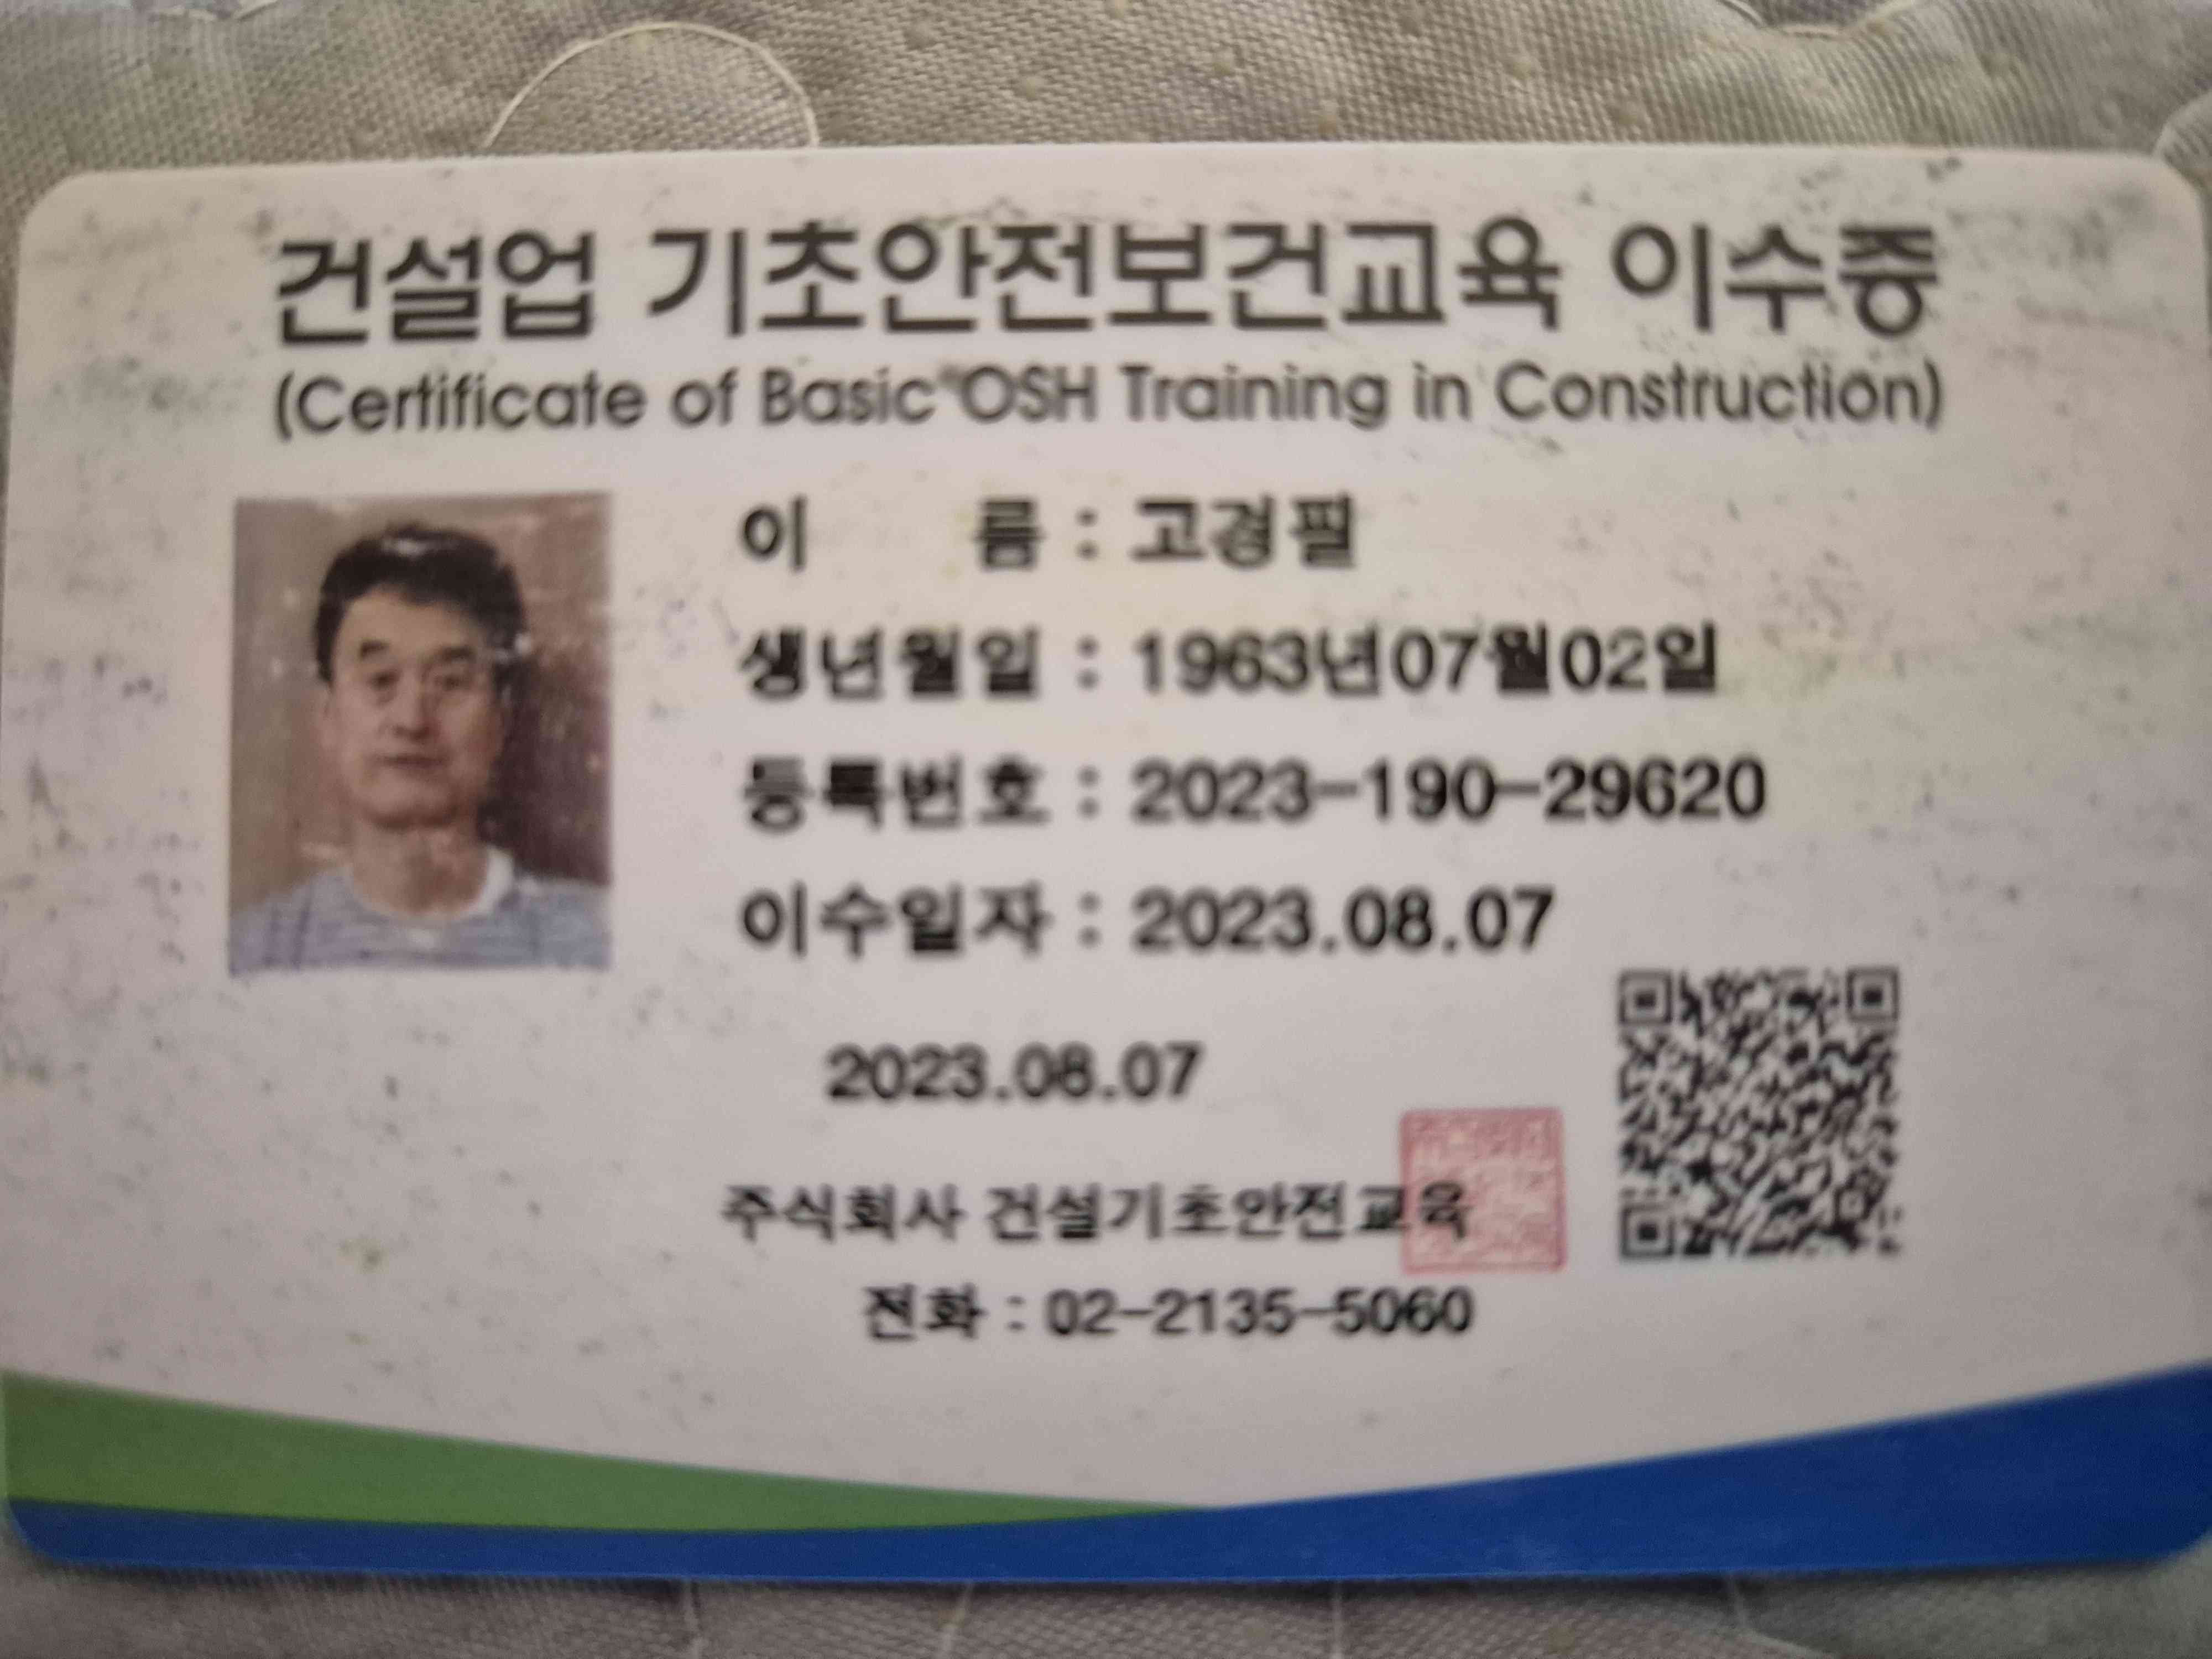 건설업 기초안전보건교육 이수증
(Certificate of Basic OSH Training in Construction)
이 름 : 고경필
생년월일 : 1963년07월02일
등록번호 : 2023-190-29620
이수일자 : 2023.08.07
2023.08.07
주식회사 건설기초안전교육
전화 : 02-2135-5060